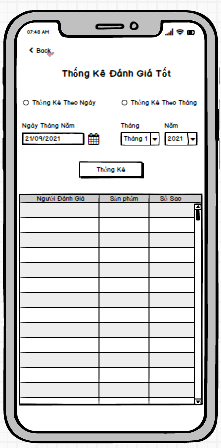 07:48 AM
Back
Thống Kê Đánh Giá Tốt
Thống Kê Theo Ngày
Thống Kê Theo Tháng
Ngày Tháng Năm
Tháng
Năm
21/09/2021
Tháng 1
2021
Thống Kê
Người Đánh Giá
Sản phẩm
Số Sao